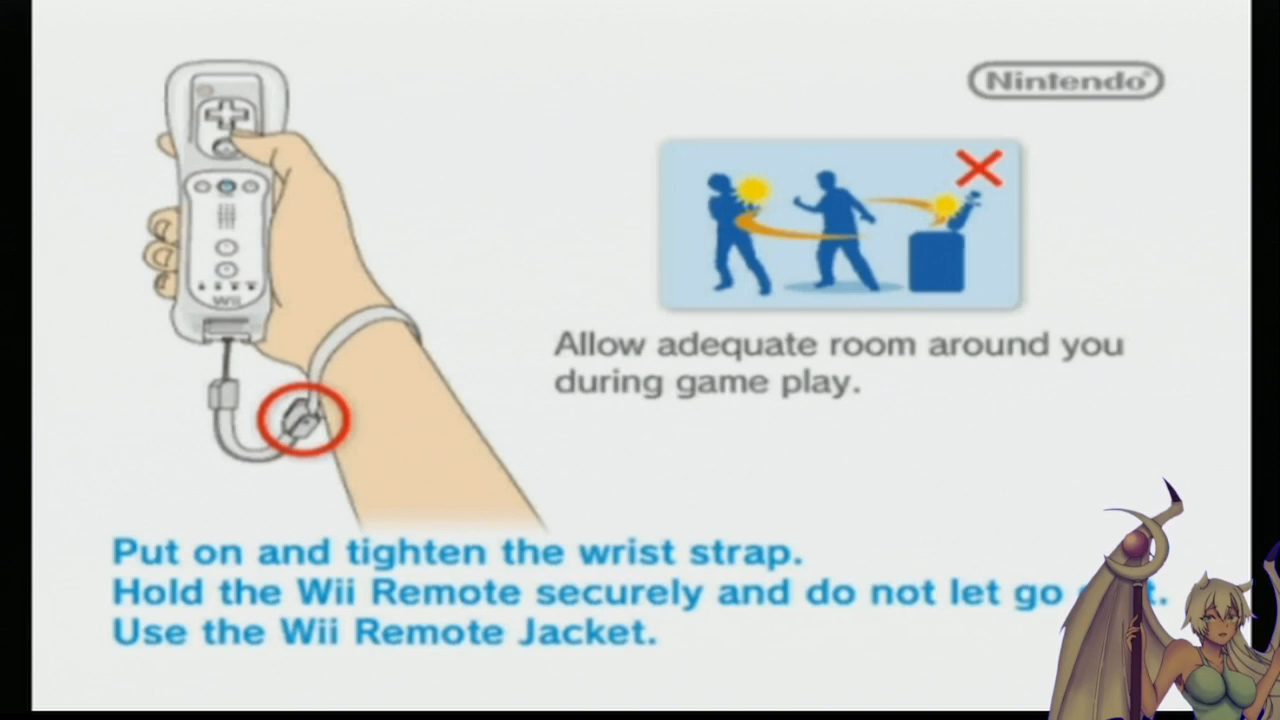 Nintendo®
Wii
Allow adequate room around you
during game play.
Put on and tighten the wrist strap.
Hold the Wii Remote securely and do not let go
Use the Wii Remote Jacket.